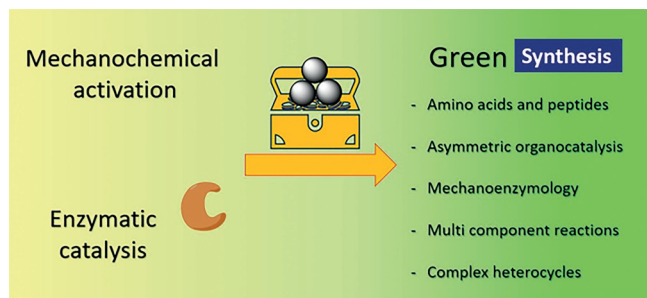 Mechanochemical
activation
Enzymatic
catalysis
Green Synthesis
- Amino acids and peptides
- Asymmetric organocatalysis
- Mechanoenzymology
- Multi component reactions
- Complex heterocycles